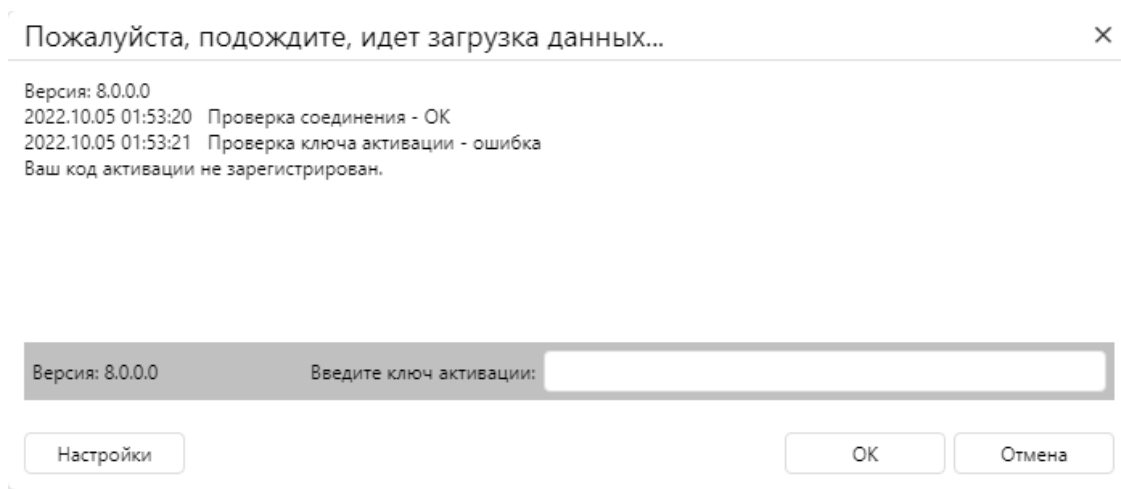 Пожалуйста, подождите, идет загрузка данных...
Версия: 8.0.0.0
2022.10.05 01:53:20 Проверка соединения - ОК
2022.10.05 01:53:21 Проверка ключа активации - ошибка
Ваш код активации не зарегистрирован.
Версия: 8.0.0.0 Введите ключ активации:
Настройки ОК Отмена